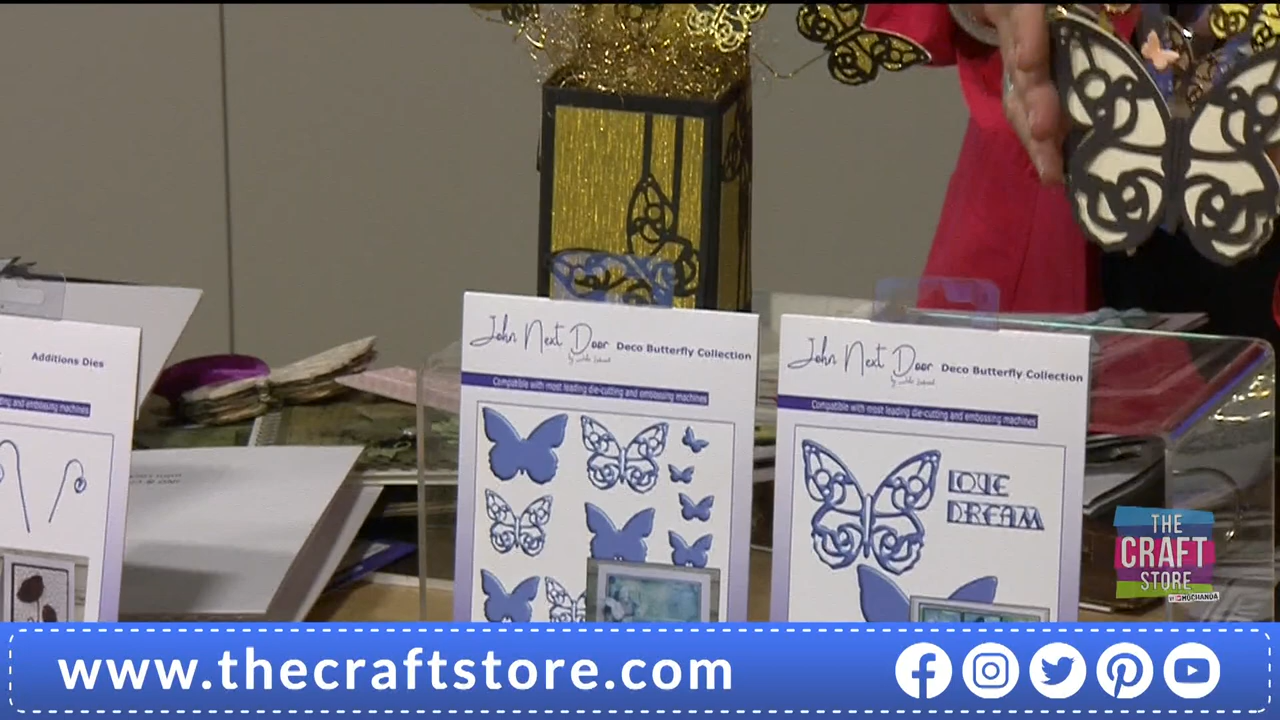 Additions Dies
John Next Door
Deco Butterfly Collection
Compatible with most leading die-cutting and embossing machines
John Next Door
Deco Butterfly Collection
Compatible with most leading die-cutting and embossing machines
LOVE
DREAM
THE
CRAFT
STORE
HOCHANDA
www.thecraftstore.com